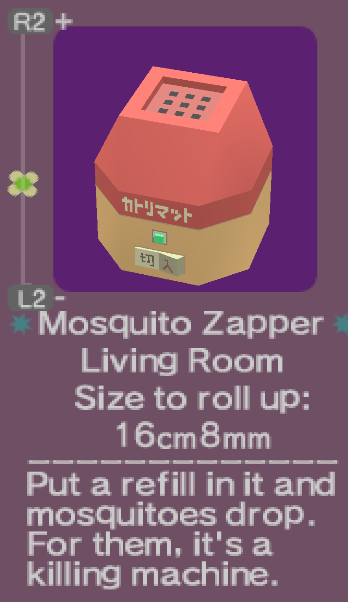 R2 +
カトリマット
切 入
L2 -
Mosquito Zapper
Living Room
Size to roll up:
16cm8mm
Put a refill in it and
mosquitoes drop.
For them, it's a
killing machine.